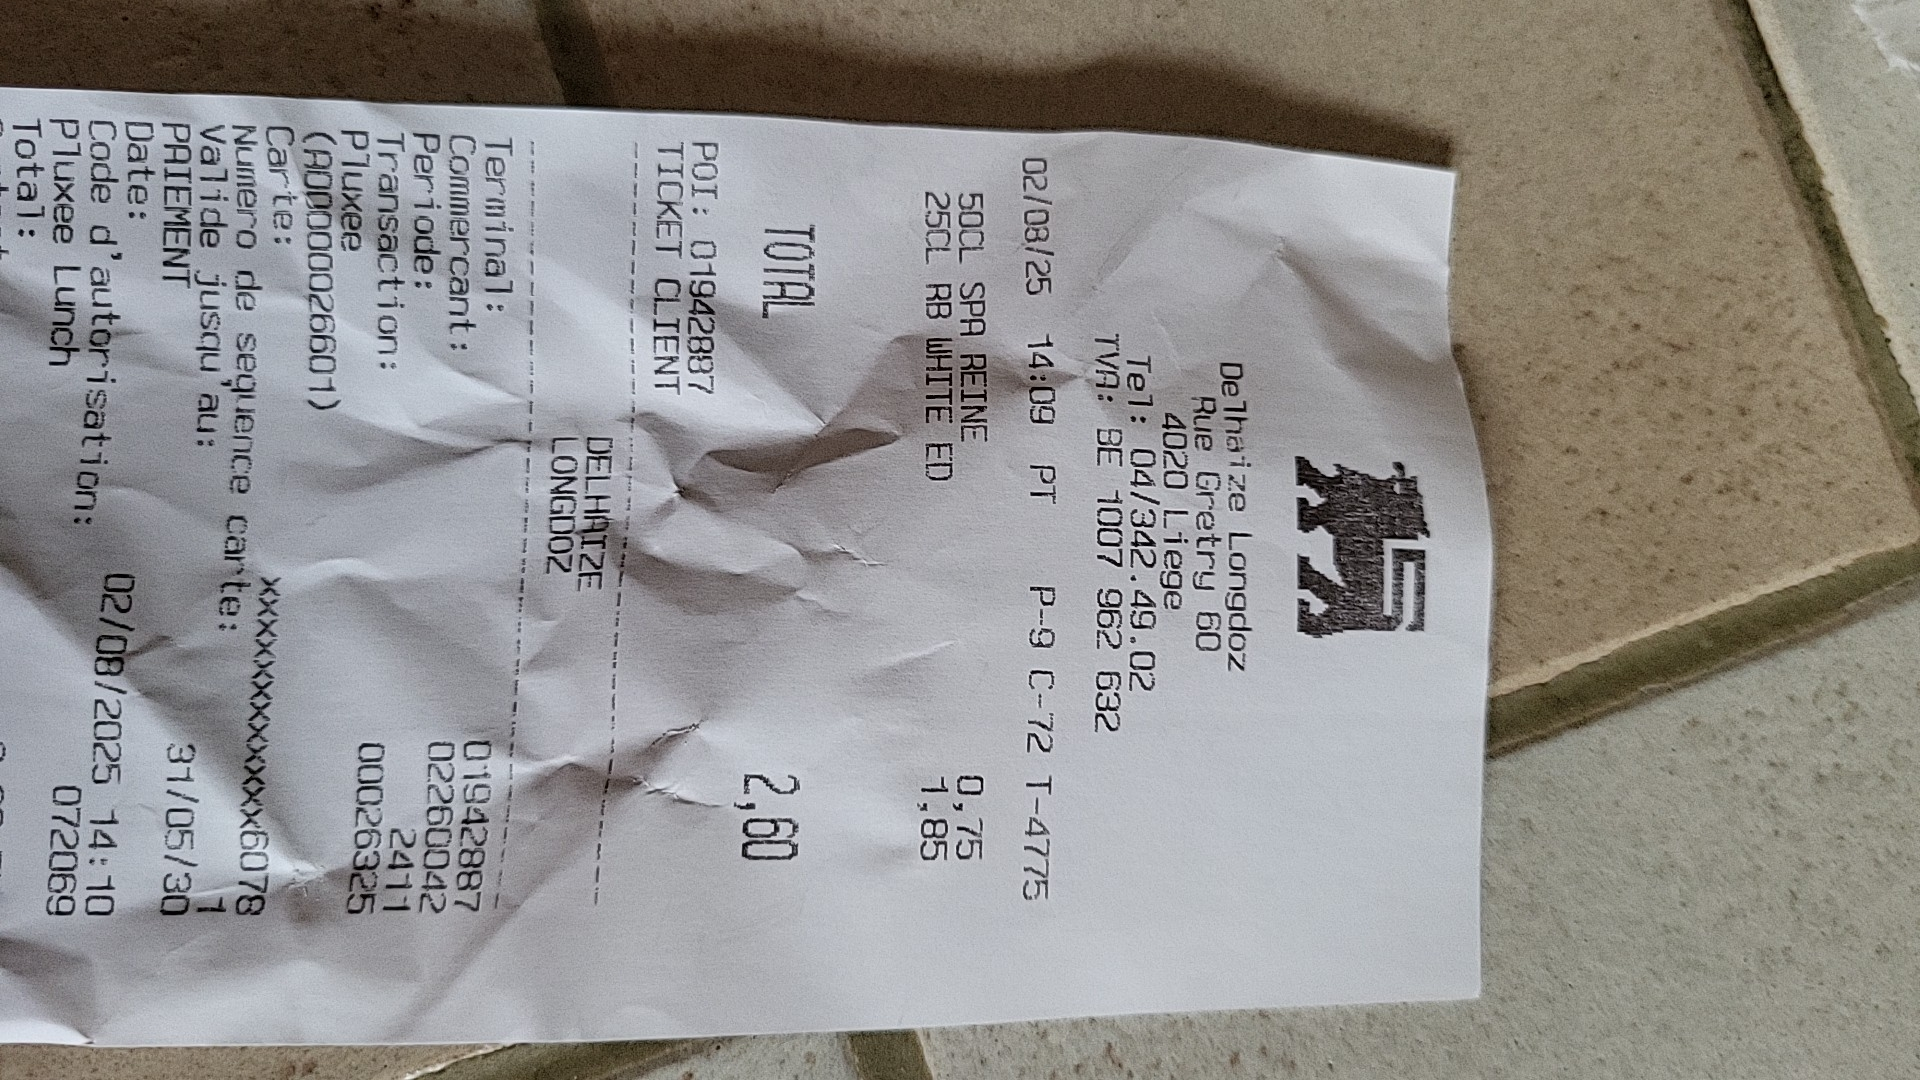 Delhaize Longdoz
Rue Gretry 60
4020 Liege
Tel: 04/342.49.02
TVA: BE 1007 962 632
02/08/25 14:09 PT P-9 C-72 T-4775
50CL SPA REINE 0,75
25CL RB WHITE ED 1,85
TOTAL 2,60
POI: 01942887
TICKET CLIENT
DELHAIZE
LONGDOZ
Terminal: 01942887
Commercant: 02260042
Periode: 2411
Transaction: 00026325
Pluxee
(A0000026601)
Carte: xxxxxxxxxxxxxxx6078
Numero de sequence carte: 1
Valide jusqu'au: 31/05/30
PAIEMENT
Date: 02/08/2025 14:10
Code d'autorisation: 072069
Pluxee Lunch
Total: